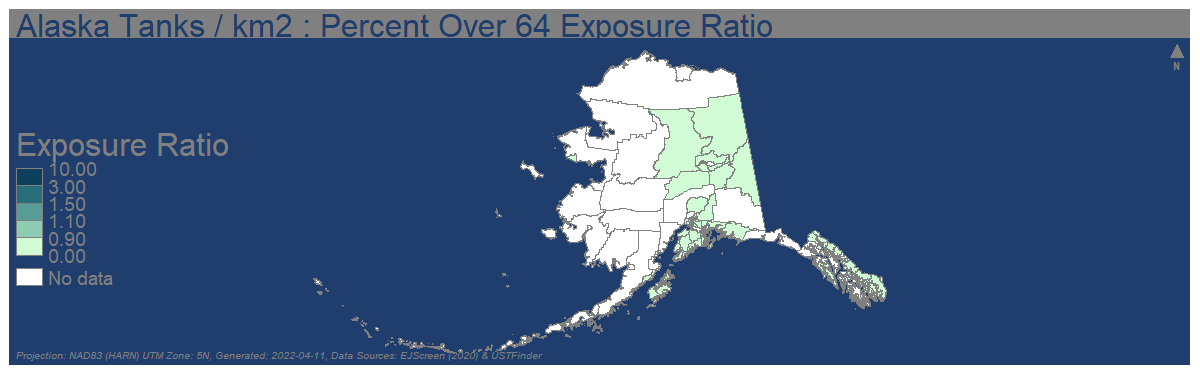 Alaska Tanks / km2 : Percent Over 64 Exposure Ratio
N
Exposure Ratio
10.00
3.00
1.50
1.10
0.90
0.00
No data
Projection: NAD83 (HARN) UTM Zone: 5N, Generated: 2022-04-11, Data Sources: EJScreen (2020) & USTFinder